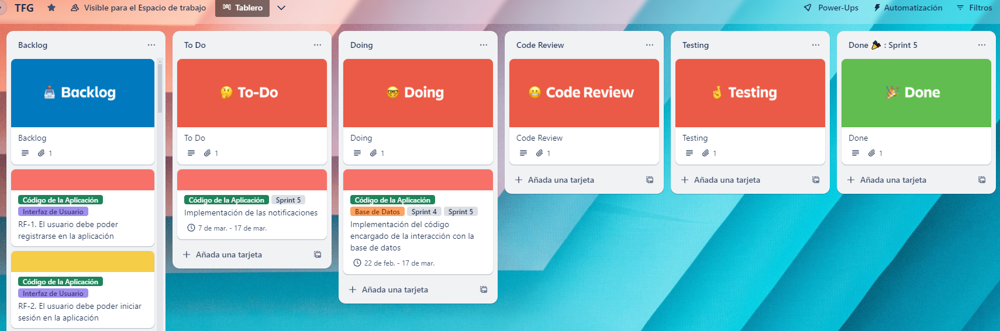 TFG
Visible para el Espacio de trabajo
Tablero
Power-Ups
Automatización
Filtros
Backlog
Backlog
Backlog
1
Código de la Aplicación
Interfaz de Usuario
RF-1. El usuario debe poder
registrarse en la aplicación
Código de la Aplicación
Interfaz de Usuario
RF-2. El usuario debe poder iniciar
sesión en la aplicación
To Do
To-Do
To Do
1
Código de la Aplicación Sprint 5
Implementación de las notificaciones
7 de mar. - 17 de mar.
Añada una tarjeta
Doing
Doing
Doing
1
Código de la Aplicación
Base de Datos Sprint 4 Sprint 5
Implementación del código
encargado de la interacción con la
base de datos
22 de feb. - 17 de mar.
Añada una tarjeta
Code Review
Code Review
Code Review
1
Añada una tarjeta
Testing
Testing
Testing
1
Añada una tarjeta
Done 🎉 : Sprint 5
Done
Done
1
Añada una tarjeta